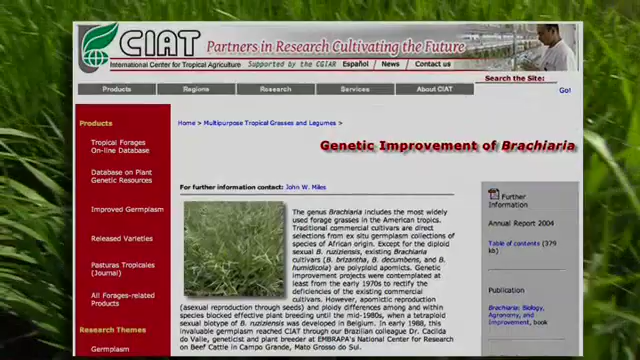 CIAT
Partners in Research Cultivating the Future
International Center for Tropical Agriculture
Supported by the CGIAR
Español
News
Contact us
Search the Site:
Go!
Products
Regions
Research
Services
About CIAT
Products
Tropical Forages
On-line Database
Database on Plant
Genetic Resources
Improved Germplasm
Released Varieties
Pasturas Tropicales
(Journal)
All Forages-related
Products
Research Themes
Germplasm
Home > Multipurpose Tropical Grasses and Legumes >
Genetic Improvement of Brachiaria
For further information contact: John W. Miles
The genus Brachiaria includes the most widely
used forage grasses in the American tropics.
Traditional commercial cultivars are direct
selections from ex situ germplasm collections of
species of African origin. Except for the diploid
sexual B. ruziziensis, existing Brachiaria
cultivars (B. brizantha, B. decumbens, and B.
humidicola) are polyploid apomicts. Genetic
improvement projects were contemplated at
least from the early 1970s to rectify the
deficiencies of the existing commercial
cultivars. However, apomictic reproduction
(asexual reproduction through seeds) and ploidy differences among and within
species blocked effective plant breeding until the mid-1980s, when a tetraploid
sexual biotype of B. ruziziensis was developed in Belgium. In early 1988, this
invaluable germplasm reached CIAT through our Brazilian colleague Dr. Cacilda
do Valle, geneticist and plant breeder at EMBRAPA's National Center for Research
on Beef Cattle in Campo Grande, Mato Grosso do Sul.
Further
Information
Annual Report 2004
Table of contents (379
kb)
Publication
Brachiaria: Biology,
Agronomy, and
Improvement, book